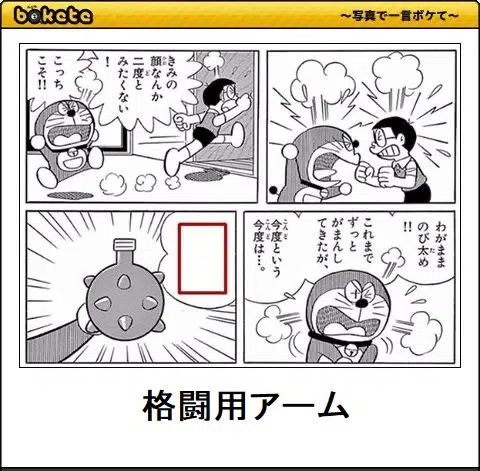 bokete
〜写真で一言ボケて〜
きみの
顔なんか
二度と
みたくない
!
こっち
こそ!!
わがまま
のび太め
!!
これまで
ずっと
がまんし
てきたが、
今度という
今度は…。
格闘用アーム